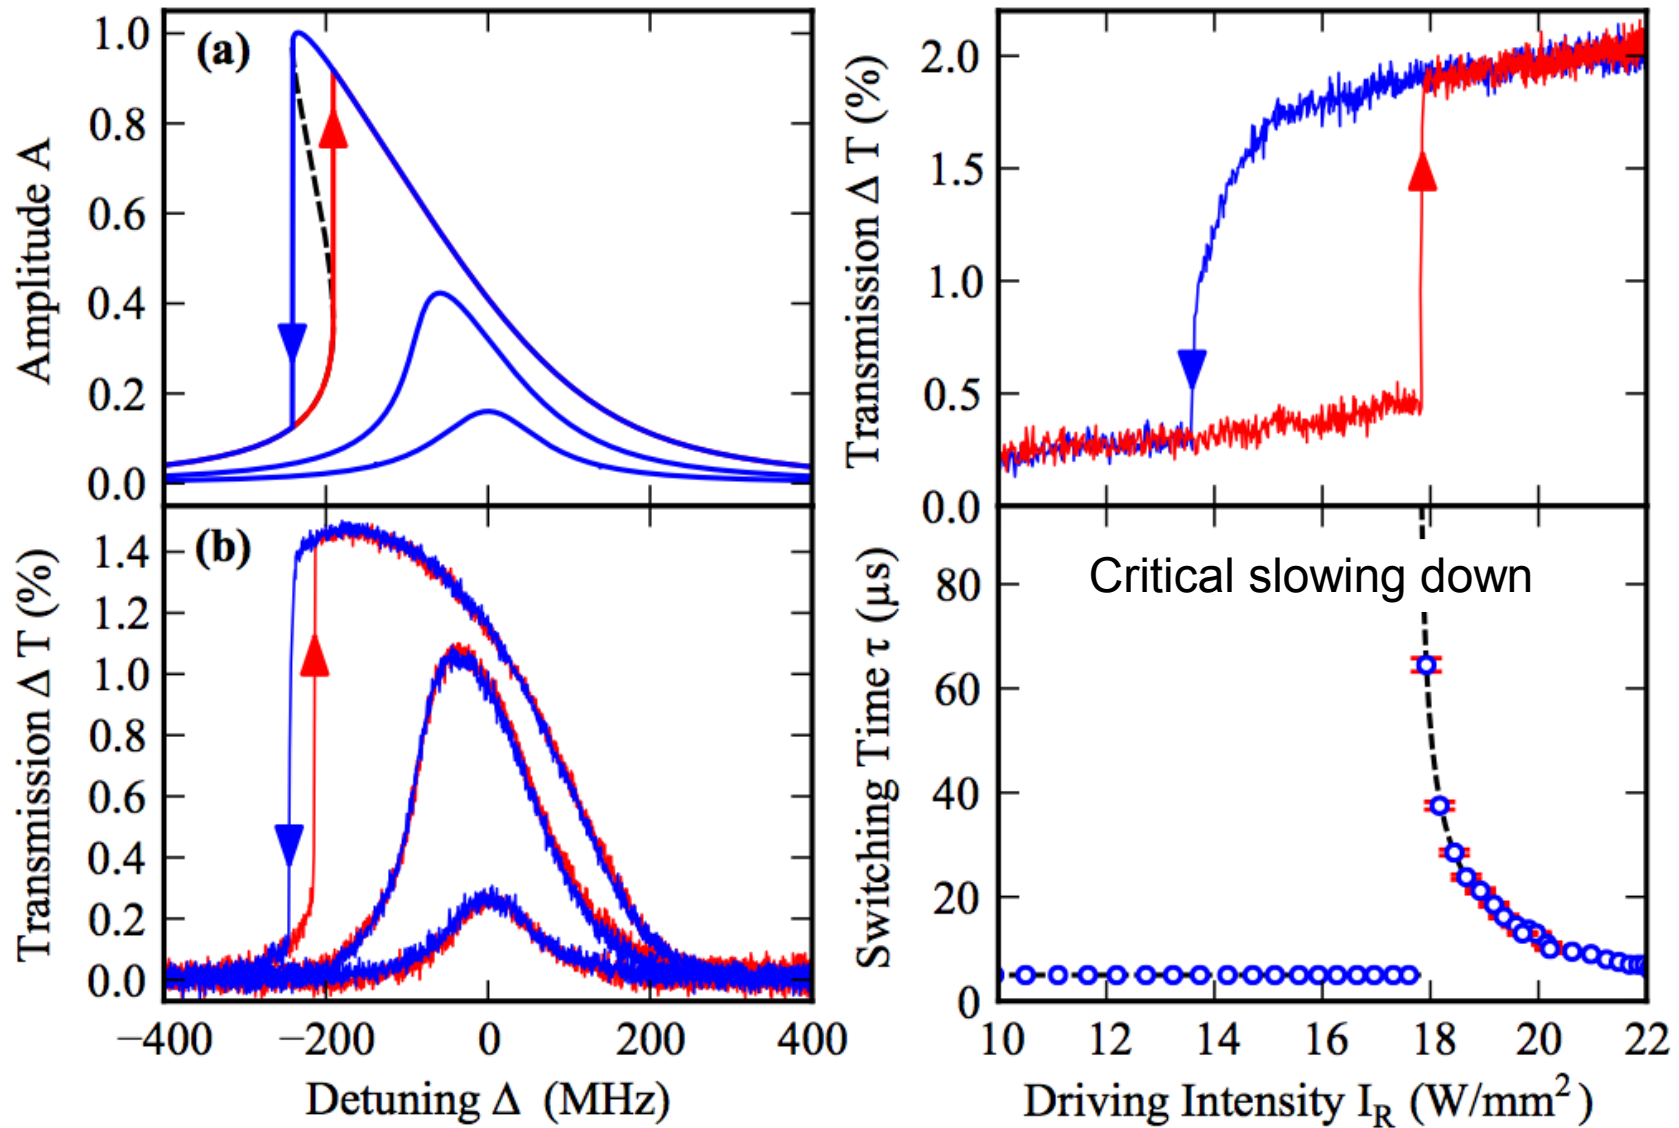 (a)
Amplitude A
1.0
0.8
0.6
0.4
0.2
0.0
(b)
Transmission Δ T (%)
1.4
1.2
1.0
0.8
0.6
0.4
0.2
0.0
−400 −200 0 200 400
Detuning Δ (MHz)
Transmission Δ T (%)
2.0
1.5
1.0
0.5
0.0
Critical slowing down
Switching Time τ (μs)
80
60
40
20
0
10 12 14 16 18 20 22
Driving Intensity I_R (W/mm²)